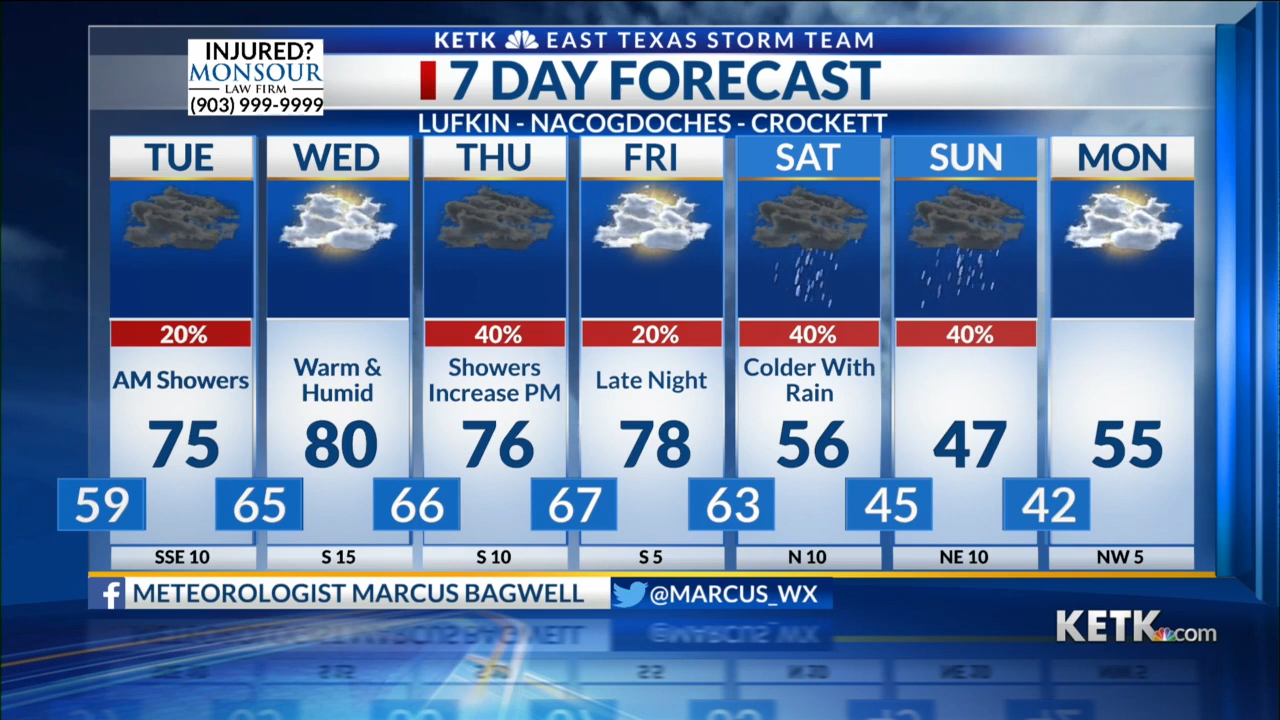 KETK EAST TEXAS STORM TEAM
INJURED?
MONSOUR
LAW FIRM
(903) 999-9999
7 DAY FORECAST
LUFKIN - NACOGDOCHES - CROCKETT
TUE WED THU FRI SAT SUN MON
20% 40% 20% 40% 40%
AM Showers
Warm &
Humid
Showers
Increase PM
Late Night
Colder With
Rain
75 80 76 78 56 47 55
59 65 66 67 63 45 42
SSE 10 S 15 S 10 S 5 N 10 NE 10 NW 5
f METEOROLOGIST MARCUS BAGWELL @MARCUS_WX
KETK.com